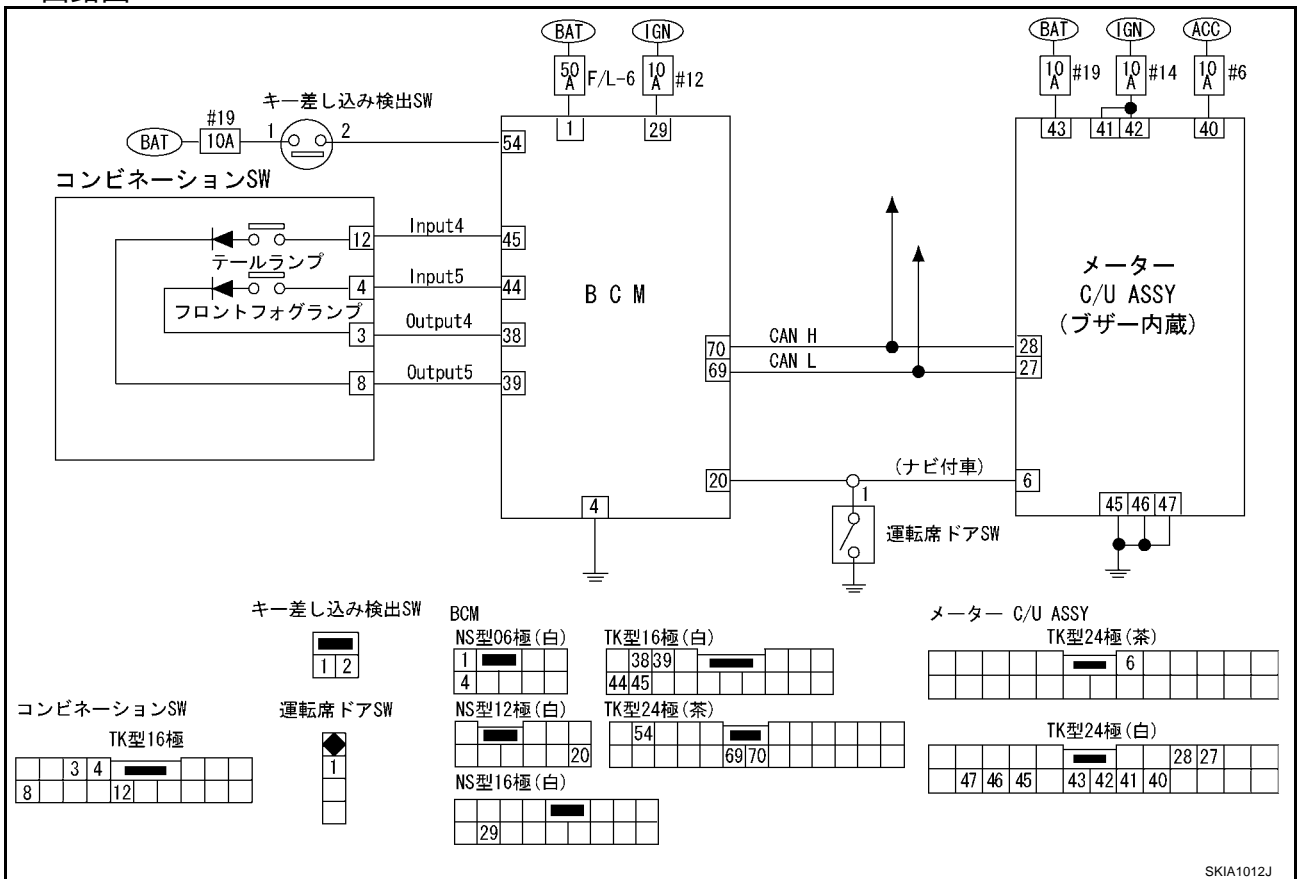 BAT
IGN
BAT
IGN
ACC
50A
F/L-6
10A
#12
10A
#19
10A
#14
10A
#6
キー差し込み検出SW
#19
BAT
10A
1
2
54
1
29
43
41
42
40
コンビネーションSW
テールランプ
12
Input4
45
フロントフォグランプ
4
Input5
44
3
Output4
38
8
Output5
39
BCM
70
CAN H
28
69
CAN L
27
メーター
C/U ASSY
(ブザー内蔵)
20
(ナビ付車)
6
1
運転席ドアSW
4
45 46 47
キー差し込み検出SW
1 2
コンビネーションSW
TK型16極
3 4
8 12
運転席ドアSW
1
BCM
NS型06極(白)
1
4
TK型16極(白)
38 39
44 45
NS型12極(白)
20
TK型24極(茶)
54
69 70
NS型16極(白)
29
メーター C/U ASSY
TK型24極(茶)
6
TK型24極(白)
28 27
47 46 45 43 42 41 40
SKIA1012J